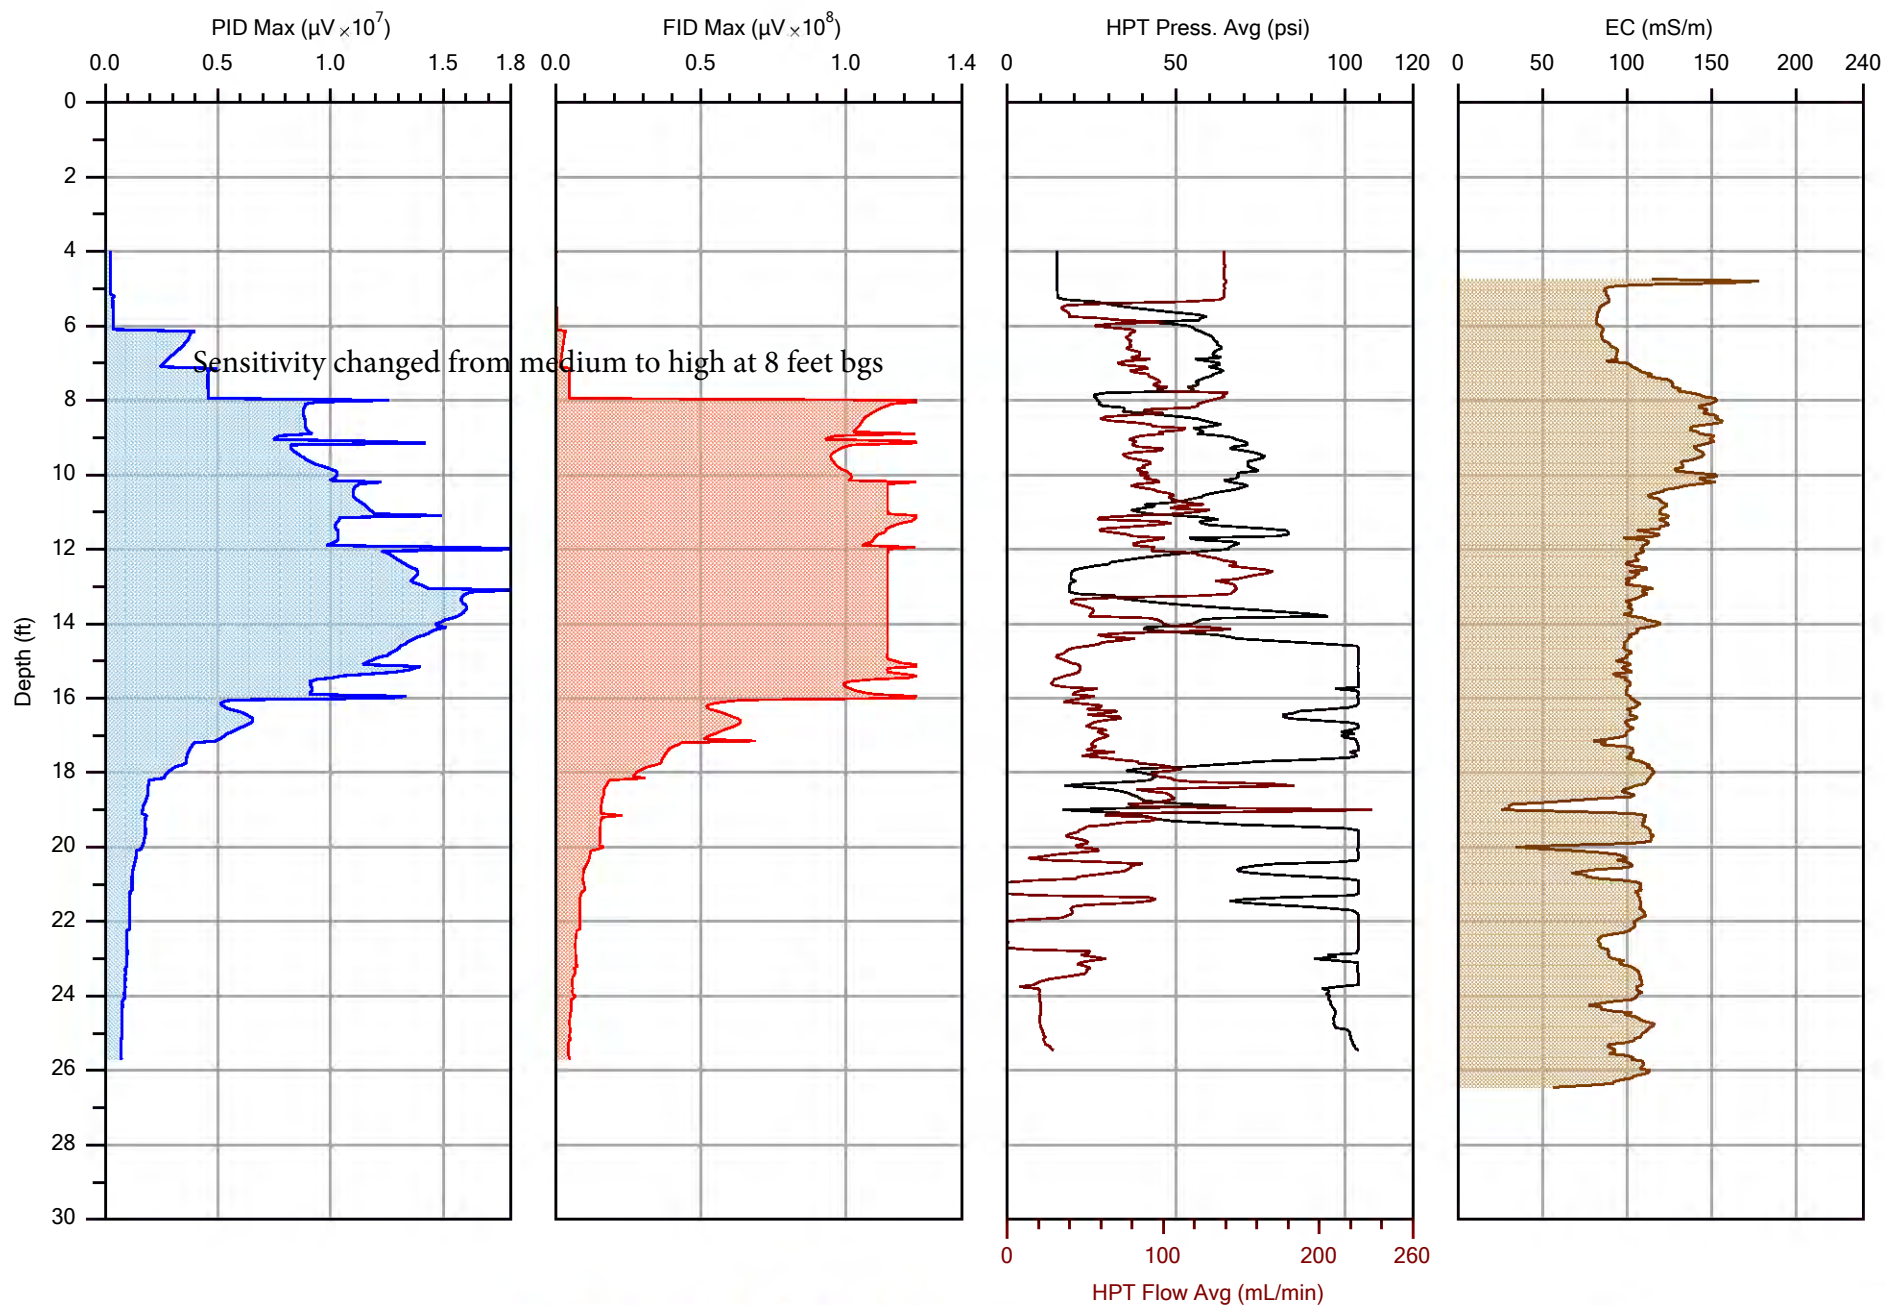 PID Max (µV ×10⁷)
FID Max (µV ×10⁸)
HPT Press. Avg (psi)
EC (mS/m)
0.0 0.5 1.0 1.5 1.8
0.0 0.5 1.0 1.4
0 50 100 120
0 50 100 150 200 240
0
2
4
6
Sensitivity changed from medium to high at 8 feet bgs
8
10
12
14
Depth (ft)
16
18
20
22
24
26
28
30
0 100 200 260
HPT Flow Avg (mL/min)